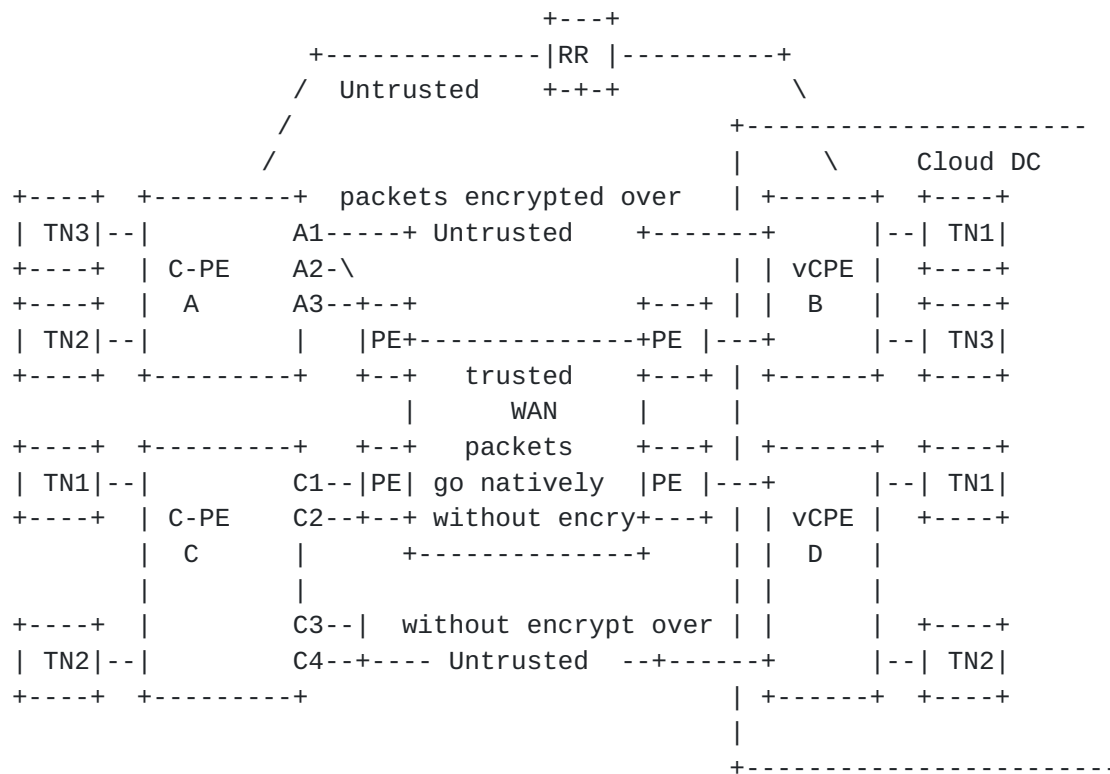 +---+
+--------------|RR |----------+
/  Untrusted    +-+-+           \
/                            +----------------------
/                              |     \     Cloud DC
+----+  +---------+  packets encrypted over   | +------+  +----+
| TN3|--|         A1-----+ Untrusted    +-------+      |--| TN1|
+----+  | C-PE    A2-\                        | | vCPE |  +----+
+----+  |  A      A3--+--+              +---+ | |  B   |  +----+
| TN2|--|         |   |PE+--------------+PE |---+      |--| TN3|
+----+  +---------+   +--+   trusted    +---+ | +------+  +----+
|      WAN     |     |
+----+  +---------+   +--+   packets    +---+ | +------+  +----+
| TN1|--|         C1--|PE| go natively  |PE |---+      |--| TN1|
+----+  | C-PE    C2--+--+ without encry+---+ | | vCPE |  +----+
|  C      |      +--------------+     | |  D   |
|         |                           | |      |
+----+  |         C3--|  without encrypt over | |      |  +----+
| TN2|--|         C4--+---- Untrusted  --+------+      |--| TN2|
+----+  +---------+                           | +------+  +----+
|
+------------------------